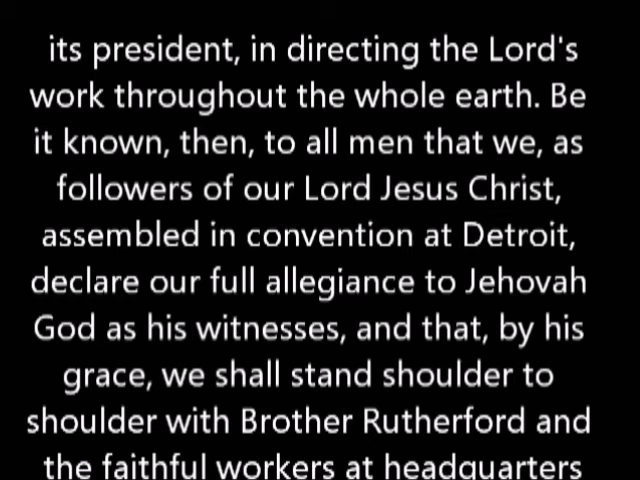 its president, in directing the Lord's
work throughout the whole earth. Be
it known, then, to all men that we, as
followers of our Lord Jesus Christ,
assembled in convention at Detroit,
declare our full allegiance to Jehovah
God as his witnesses, and that, by his
grace, we shall stand shoulder to
shoulder with Brother Rutherford and
the faithful workers at headquarters